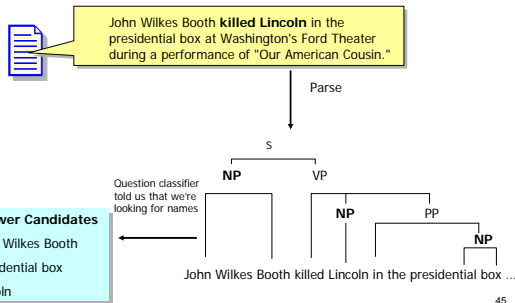 John Wilkes Booth killed Lincoln in the
presidential box at Washington's Ford Theater
during a performance of "Our American Cousin."
Parse
S
NP VP
Question classifier
told us that we're
looking for names
NP PP
NP
wer Candidates
Wilkes Booth
dential box
oln
John Wilkes Booth killed Lincoln in the presidential box ...
45